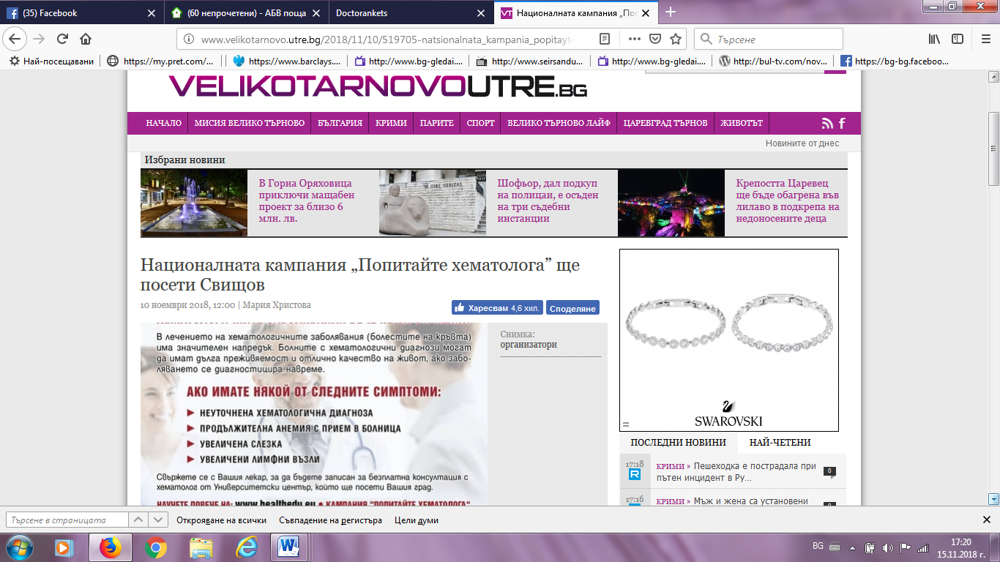 (35) Facebook
(60 непрочетени) - АБВ поща
Doctorankets
VT Националната кампания „Поп
www.velikotarnovo.utre.bg/2018/11/10/519705-natsionalnata_kampania_popitayte
Търсене
Най-посещавани
https://my.pret.com/...
https://www.barclays....
http://www.bg-gledai....
http://www.seirsandu...
http://www.bg-gledai....
http://bul-tv.com/nov...
https://bg-bg.faceboo...
VELIKOTARNOVOUTRE.BG
НАЧАЛО
МИСИЯ ВЕЛИКО ТЪРНОВО
БЪЛГАРИЯ
КРИМИ
ПАРИТЕ
СПОРТ
ВЕЛИКО ТЪРНОВО ЛАЙФ
ЦАРЕВГРАД ТЪРНОВ
ЖИВОТЪТ
Новините от днес
Избрани новини
В Горна Оряховица
приключи мащабен
проект за близо 6
млн. лв.
IN IURE VERITAS
Шофьор, дал подкуп
на полицаи, е осъден
на три съдебни
инстанции
Крепостта Царевец
ще бъде обагрена във
лилаво в подкрепа на
недоносените деца
Националната кампания „Попитайте хематолога” ще
посети Свищов
10 ноември 2018, 12:00 | Мария Христова
Харесвам 4,6 хил.
Споделяне
В лечението на хематологичните заболявания (болестите на кръвта)
има значителен напредък. Болните с хематологични диагнози могат
да имат дълга преживяемост и отлично качество на живот, ако забо-
ляването се диагностицира навреме.
АКО ИМАТЕ НЯКОЙ ОТ СЛЕДНИТЕ СИМПТОМИ:
НЕУТОЧНЕНА ХЕМАТОЛОГИЧНА ДИАГНОЗА
ПРОДЪЛЖИТЕЛНА АНЕМИЯ С ПРИЕМ В БОЛНИЦА
УВЕЛИЧЕНА СЛЕЗКА
УВЕЛИЧЕНИ ЛИМФНИ ВЪЗЛИ
Свържете се с Вашия лекар, за да бъдете записан за безплатна консултация с
хематолог от Университетски център, който ще посети Вашия град.
НАУЧЕТЕ ПОВЕЧЕ НА: www.healthedu.eu • КАМПАНИЯ "ПОПИТАЙТЕ ХЕМАТОЛОГА"
Снимка:
организатори
SWAROVSKI
ПОСЛЕДНИ НОВИНИ
НАЙ-ЧЕТЕНИ
17:18
КРИМИ » Пешеходка е пострадала при
пътен инцидент в Ру...
0
17:16
КРИМИ » Мъж и жена са установени
Търсене в страницата
Открояване на всички
Съвпадение на регистъра
Цели думи
BG
17:20
15.11.2018 г.